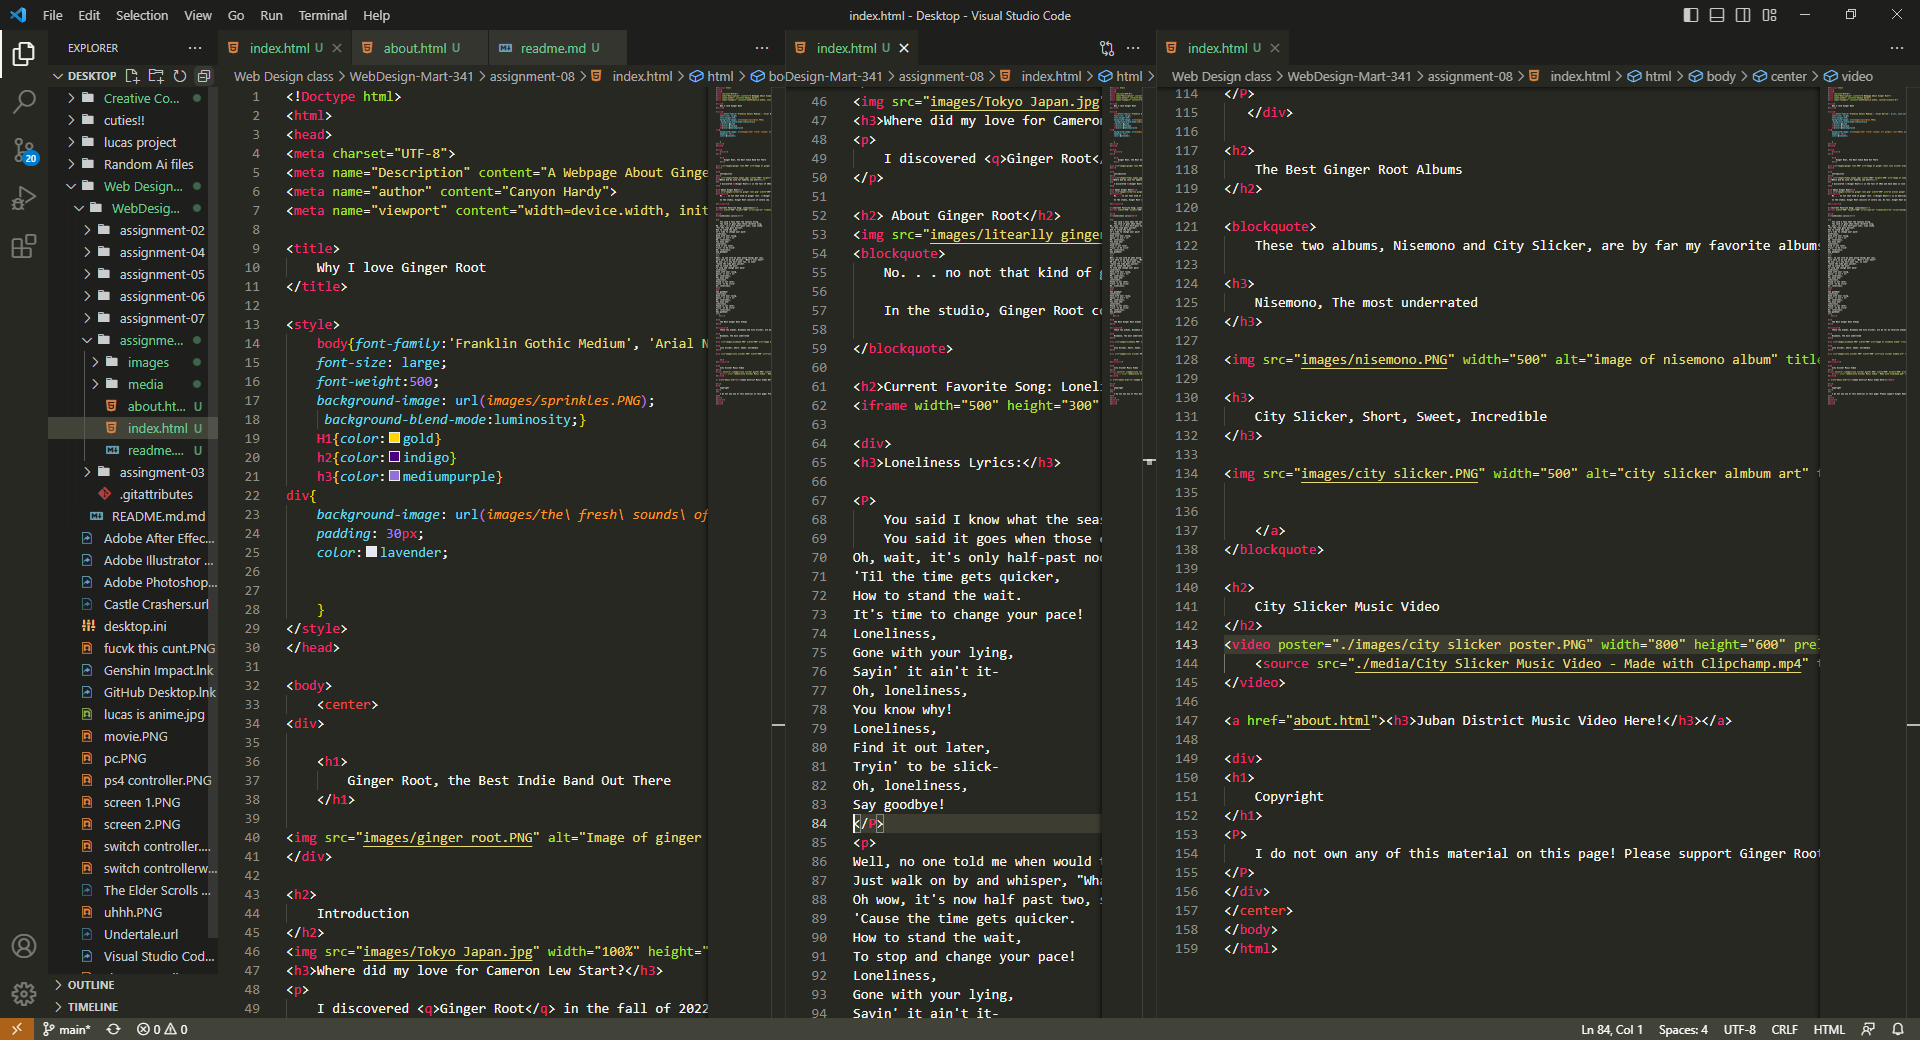 File Edit Selection View Go Run Terminal Help
index.html - Desktop - Visual Studio Code
EXPLORER
DESKTOP
Creative Co...
cuties!!
lucas project
Random Ai files
Web Design...
WebDesig...
assignment-02
assignment-04
assignment-05
assignment-06
assignment-07
assignme...
images
media
about.ht... U
index.html U
readme.... U
assingment-03
.gitattributes
README.md.md
Adobe After Effec...
Adobe Illustrator ...
Adobe Photoshop...
Castle Crashers.url
desktop.ini
fucvk this cunt.PNG
Genshin Impact.lnk
GitHub Desktop.lnk
lucas is anime.jpg
movie.PNG
pc.PNG
ps4 controller.PNG
screen 1.PNG
screen 2.PNG
switch controller....
switch controllerw...
The Elder Scrolls ...
uhhh.PNG
Undertale.url
Visual Studio Cod...
OUTLINE
TIMELINE
20
index.html U
about.html U
readme.md U
Web Design class > WebDesign-Mart-341 > assignment-08 > index.html > html > bo
1 <!Doctype html>
2 <html>
3 <head>
4 <meta charset="UTF-8">
5 <meta name="Description" content="A Webpage About Ginge
6 <meta name="author" content="Canyon Hardy">
7 <meta name="viewport" content="width=device.width, init
8
9 <title>
10 Why I love Ginger Root
11 </title>
12
13 <style>
14 body{font-family:'Franklin Gothic Medium', 'Arial N
15 font-size: large;
16 font-weight:500;
17 background-image: url(images/sprinkles.PNG);
18 background-blend-mode:luminosity;}
19 H1{color:gold}
20 h2{color:indigo}
21 h3{color:mediumpurple}
22 div{
23 background-image: url(images/the\ fresh\ sounds\ of
24 padding: 30px;
25 color:lavender;
26
27
28 }
29 </style>
30 </head>
31
32 <body>
33 <center>
34 <div>
35
36 <h1>
37 Ginger Root, the Best Indie Band Out There
38 </h1>
39
40 <img src="images/ginger root.PNG" alt="Image of ginger
41 </div>
42
43 <h2>
44 Introduction
45 </h2>
46 <img src="images/Tokyo Japan.jpg" width="100%" height="
47 <h3>Where did my love for Cameron Lew Start?</h3>
48 <p>
49 I discovered <q>Ginger Root</q> in the fall of 2022
index.html U
Design-Mart-341 > assignment-08 > index.html > html >
46 <img src="images/Tokyo Japan.jpg"
47 <h3>Where did my love for Cameron
48 <p>
49 I discovered <q>Ginger Root</
50 </p>
51
52 <h2> About Ginger Root</h2>
53 <img src="images/litearlly ginger
54 <blockquote>
55 No. . . no not that kind of g
56
57 In the studio, Ginger Root co
58
59 </blockquote>
60
61 <h2>Current Favorite Song: Loneli
62 <iframe width="500" height="300"
63
64 <div>
65 <h3>Loneliness Lyrics:</h3>
66
67 <P>
68 You said I know what the seas
69 You said it goes when those
70 Oh, wait, it's only half-past noo
71 'Til the time gets quicker,
72 How to stand the wait.
73 It's time to change your pace!
74 Loneliness,
75 Gone with your lying,
76 Sayin' it ain't it-
77 Oh, loneliness,
78 You know why!
79 Loneliness,
80 Find it out later,
81 Tryin' to be slick-
82 Oh, loneliness,
83 Say goodbye!
84 </P>
85 <p>
86 Well, no one told me when would t
87 Just walk on by and whisper, "Wha
88 Oh wow, it's now half past two, s
89 'Cause the time gets quicker.
90 How to stand the wait,
91 To stop and change your pace!
92 Loneliness,
93 Gone with your lying,
94 Sayin' it ain't it-
index.html U
Web Design class > WebDesign-Mart-341 > assignment-08 > index.html > html > body > center > video
114 </P>
115 </div>
116
117 <h2>
118 The Best Ginger Root Albums
119 </h2>
120
121 <blockquote>
122 These two albums, Nisemono and City Slicker, are by far my favorite albums
123
124 <h3>
125 Nisemono, The most underrated
126 </h3>
127
128 <img src="images/nisemono.PNG" width="500" alt="image of nisemono album" title
129
130 <h3>
131 City Slicker, Short, Sweet, Incredible
132 </h3>
133
134 <img src="images/city slicker.PNG" width="500" alt="city slicker almbum art" t
135
136
137 </a>
138 </blockquote>
139
140 <h2>
141 City Slicker Music Video
142 </h2>
143 <video poster="./images/city slicker poster.PNG" width="800" height="600" prel
144 <source src="./media/City Slicker Music Video - Made with Clipchamp.mp4" t
145 </video>
146
147 <a href="about.html"><h3>Juban District Music Video Here!</h3></a>
148
149 <div>
150 <h1>
151 Copyright
152 </h1>
153 <P>
154 I do not own any of this material on this page! Please support Ginger Root
155 </P>
156 </div>
157 </center>
158 </body>
159 </html>
main* 0 0
Ln 84, Col 1 Spaces: 4 UTF-8 CRLF HTML